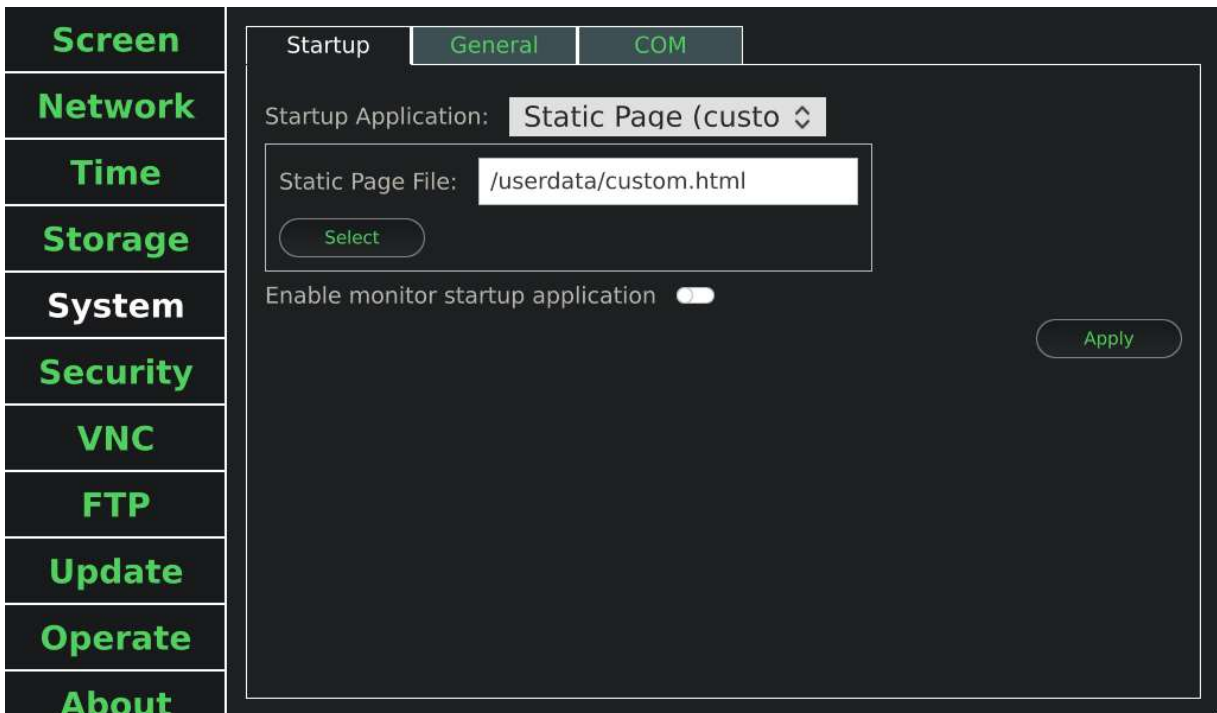 Screen
Network
Time
Storage
System
Security
VNC
FTP
Update
Operate
About
Startup General COM
Startup Application: Static Page (custo
Static Page File: /userdata/custom.html
Select
Enable monitor startup application
Apply